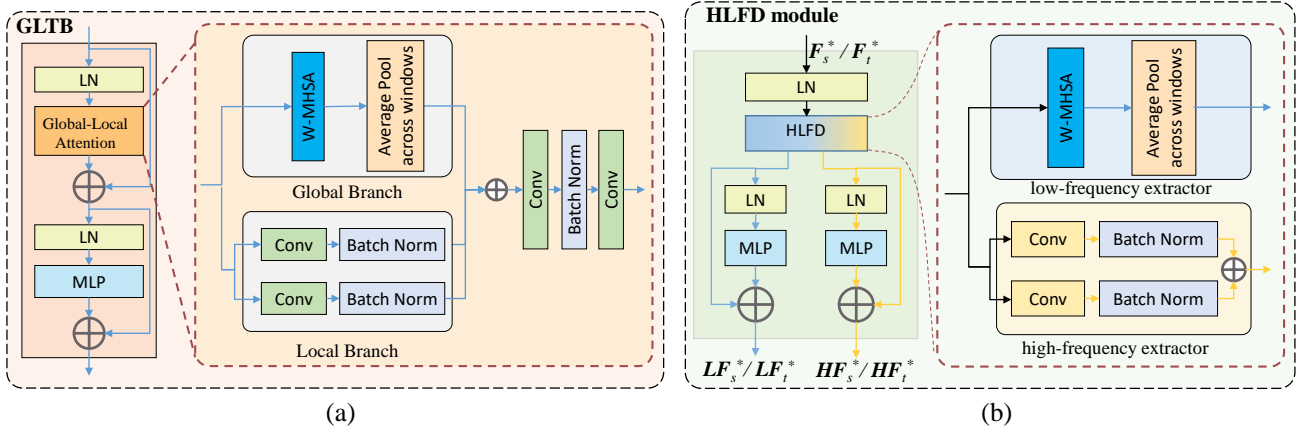 GLTB
LN
Global-Local
Attention
LN
MLP
W-MHSA
Average Pool
across windows
Global Branch
Conv
Batch Norm
Conv
Batch Norm
Local Branch
Conv
Batch Norm
Conv
(a)
HLFD module
F_s^* / F_t^*
LN
HLFD
LN
LN
MLP
MLP
LF_s^* / LF_t^*
HF_s^* / HF_t^*
W-MHSA
Average Pool
across windows
low-frequency extractor
Conv
Batch Norm
Conv
Batch Norm
high-frequency extractor
(b)